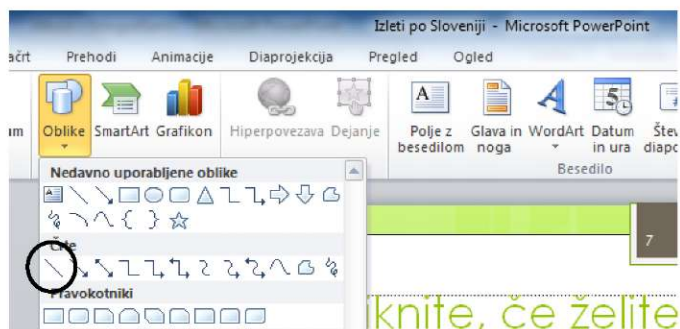 Izleti po Sloveniji - Microsoft PowerPoint
ačrt Prehodi Animacije Diaprojekcija Pregled Ogled
um Oblike SmartArt Grafikon Hiperpovezava Dejanje Polje z besedilom Glava in noga WordArt Datum in ura Štev diapo
Besedilo
Nedavno uporabljene oblike
Črte
Pravokotniki
7
iknite, če želite